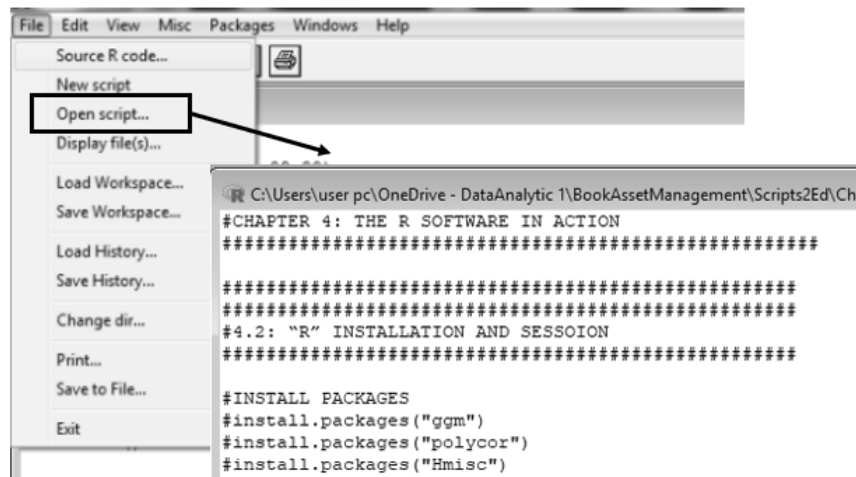 File Edit View Misc Packages Windows Help
Source R code...
New script
Open script...
Display file(s)...
Load Workspace...
Save Workspace...
Load History...
Save History...
Change dir...
Print...
Save to File...
Exit
C:\Users\user pc\OneDrive - DataAnalytic 1\BookAssetManagement\Scripts2Ed\Ch
#CHAPTER 4: THE R SOFTWARE IN ACTION
######################################################
####################################################
####################################################
#4.2: “R” INSTALLATION AND SESSOION
####################################################
#INSTALL PACKAGES
#install.packages("ggm")
#install.packages("polycor")
#install.packages("Hmisc")